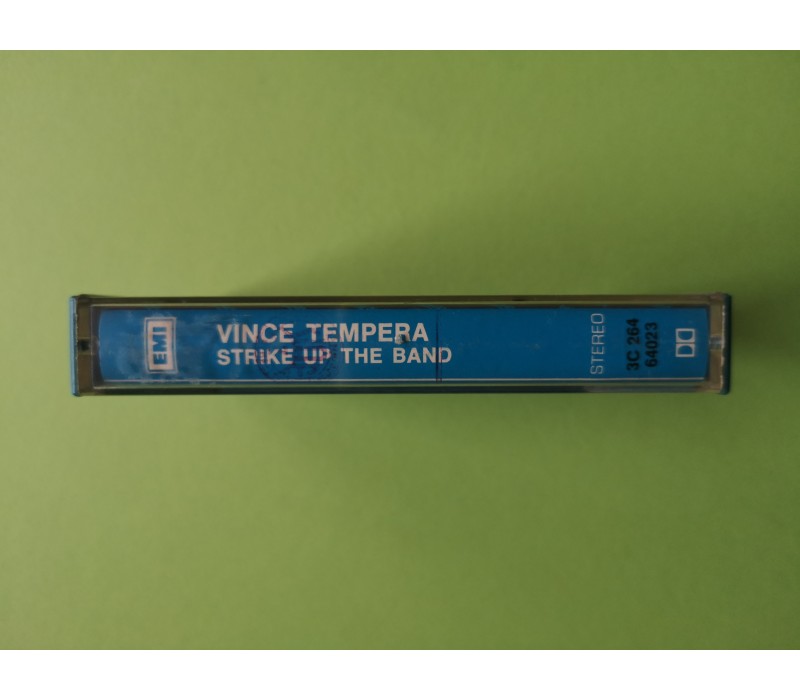 EMI
VINCE TEMPERA
STRIKE UP THE BAND
STEREO
3C 264
64023